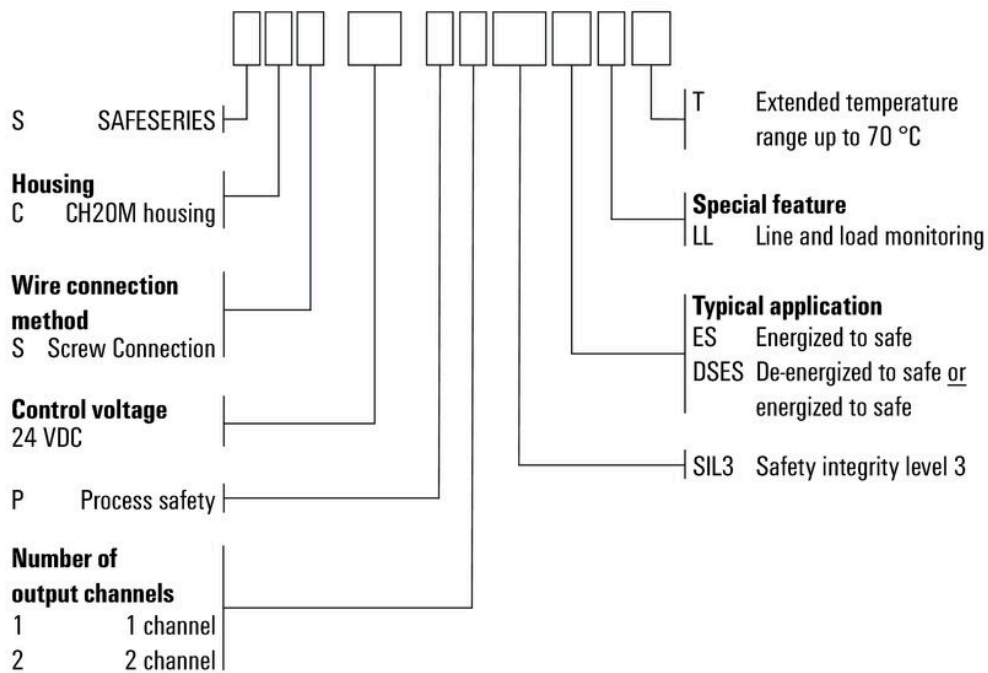 S SAFESERIES
Housing
C CH20M housing
Wire connection
method
S Screw Connection
Control voltage
24 VDC
P Process safety
Number of
output channels
1 1 channel
2 2 channel
T Extended temperature
range up to 70 °C
Special feature
LL Line and load monitoring
Typical application
ES Energized to safe
DSES De-energized to safe or
energized to safe
SIL3 Safety integrity level 3